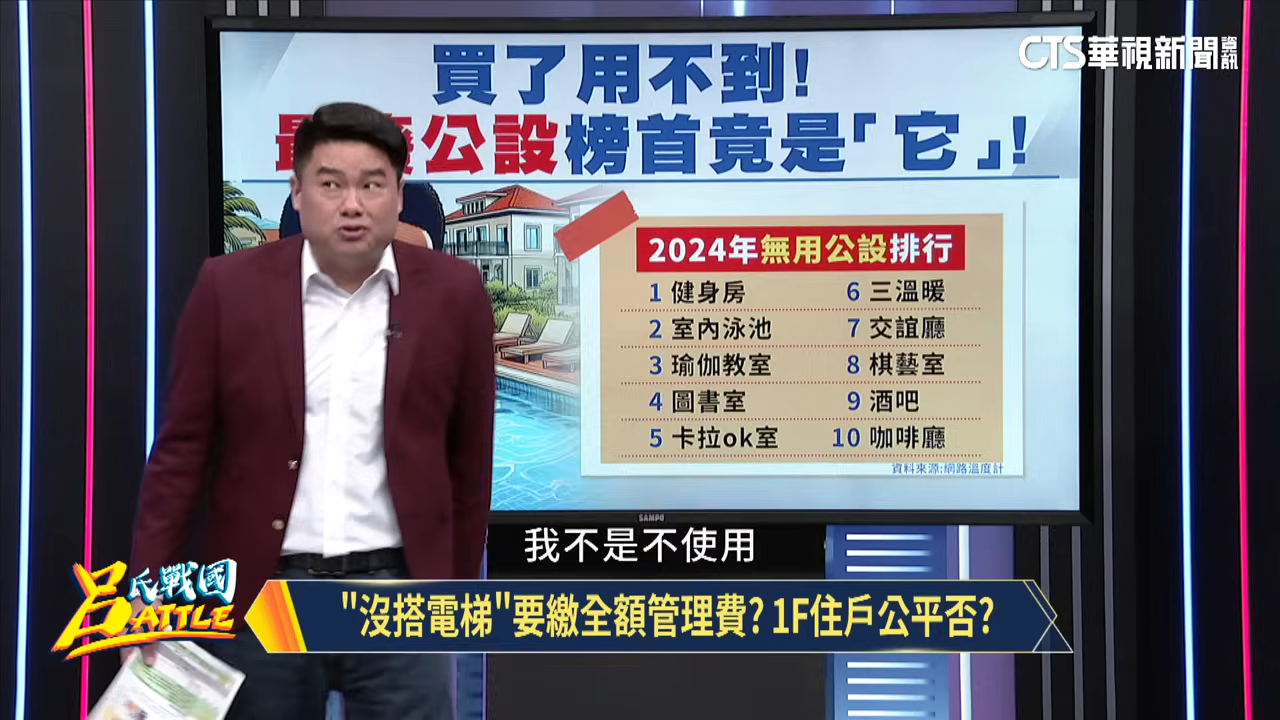 CTS華視新聞資訊
買了用不到!
最 公設榜首竟是「它」!
2024年無用公設排行
1 健身房
2 室內泳池
3 瑜伽教室
4 圖書室
5 卡拉ok室
6 三溫暖
7 交誼廳
8 棋藝室
9 酒吧
10 咖啡廳
資料來源:網路溫度計
SAMPO
我不是不使用
呂氏戰國
BATTLE
"沒搭電梯"要繳全額管理費? 1F住戶公平否?